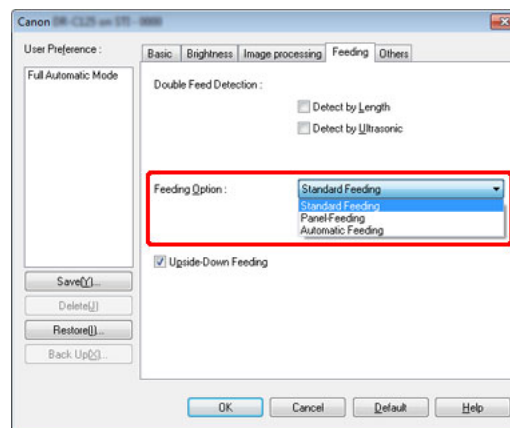 Canon
User Preference :
Full Automatic Mode
Save(Y)...
Delete(J)
Restore(I)...
Back Up(X)...
Basic Brightness Image processing Feeding Others
Double Feed Detection :
Detect by Length
Detect by Ultrasonic
Feeding Option :
Standard Feeding
Standard Feeding
Panel-Feeding
Automatic Feeding
Upside-Down Feeding
OK Cancel Default Help